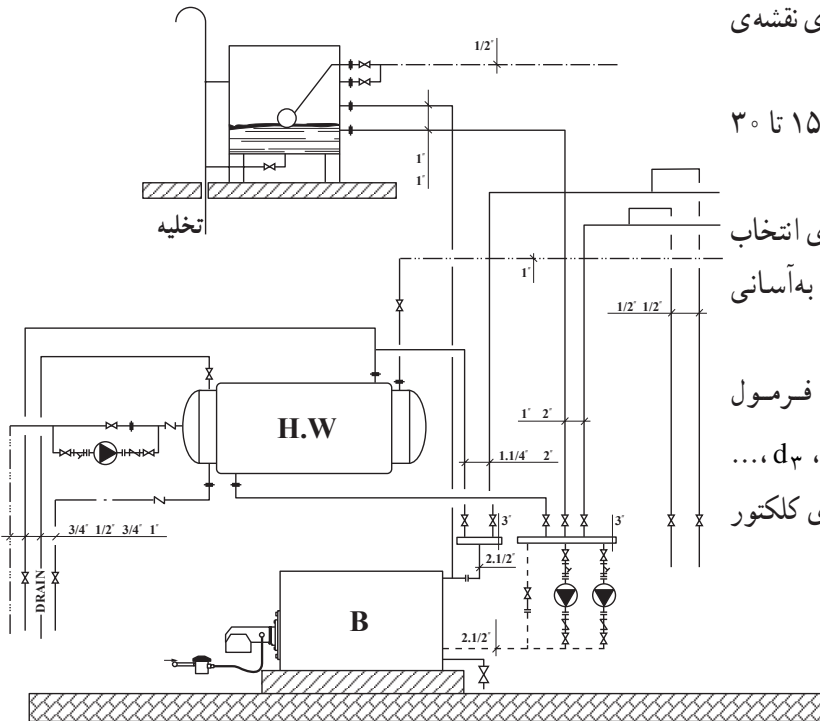 ی نقشه‌ی
۱۵ تا ۳۰
ی انتخاب
به‌آسانی
فرمول
، d۳ ،...
ی کلکتور
1/2″
1″
1″
تخلیه
1″
1/2″ 1/2″
H.W
1″ 2″
1.1/4″ 2″
3/4″ 1/2″ 3/4″ 1″
DRAIN
3″
3″
2.1/2″
B
2.1/2″